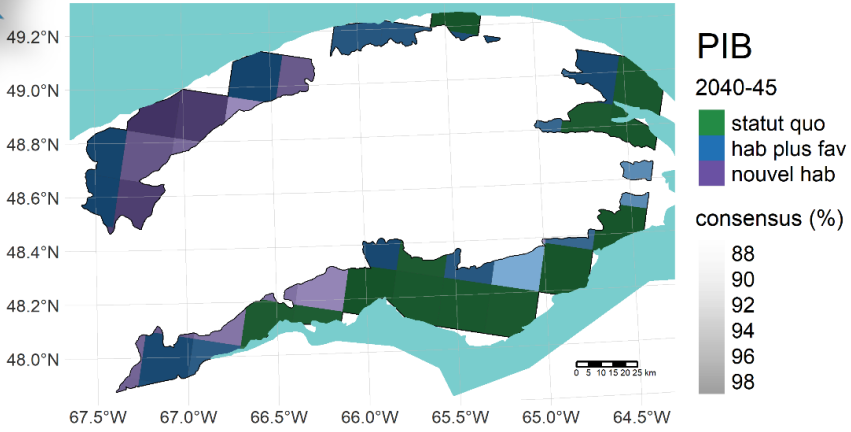 49.2°N
49.0°N
48.8°N
48.6°N
48.4°N
48.2°N
48.0°N
67.5°W 67.0°W 66.5°W 66.0°W 65.5°W 65.0°W 64.5°W
0 5 10 15 20 25 km
PIB
2040-45
statut quo
hab plus fav
nouvel hab
consensus (%)
88
90
92
94
96
98